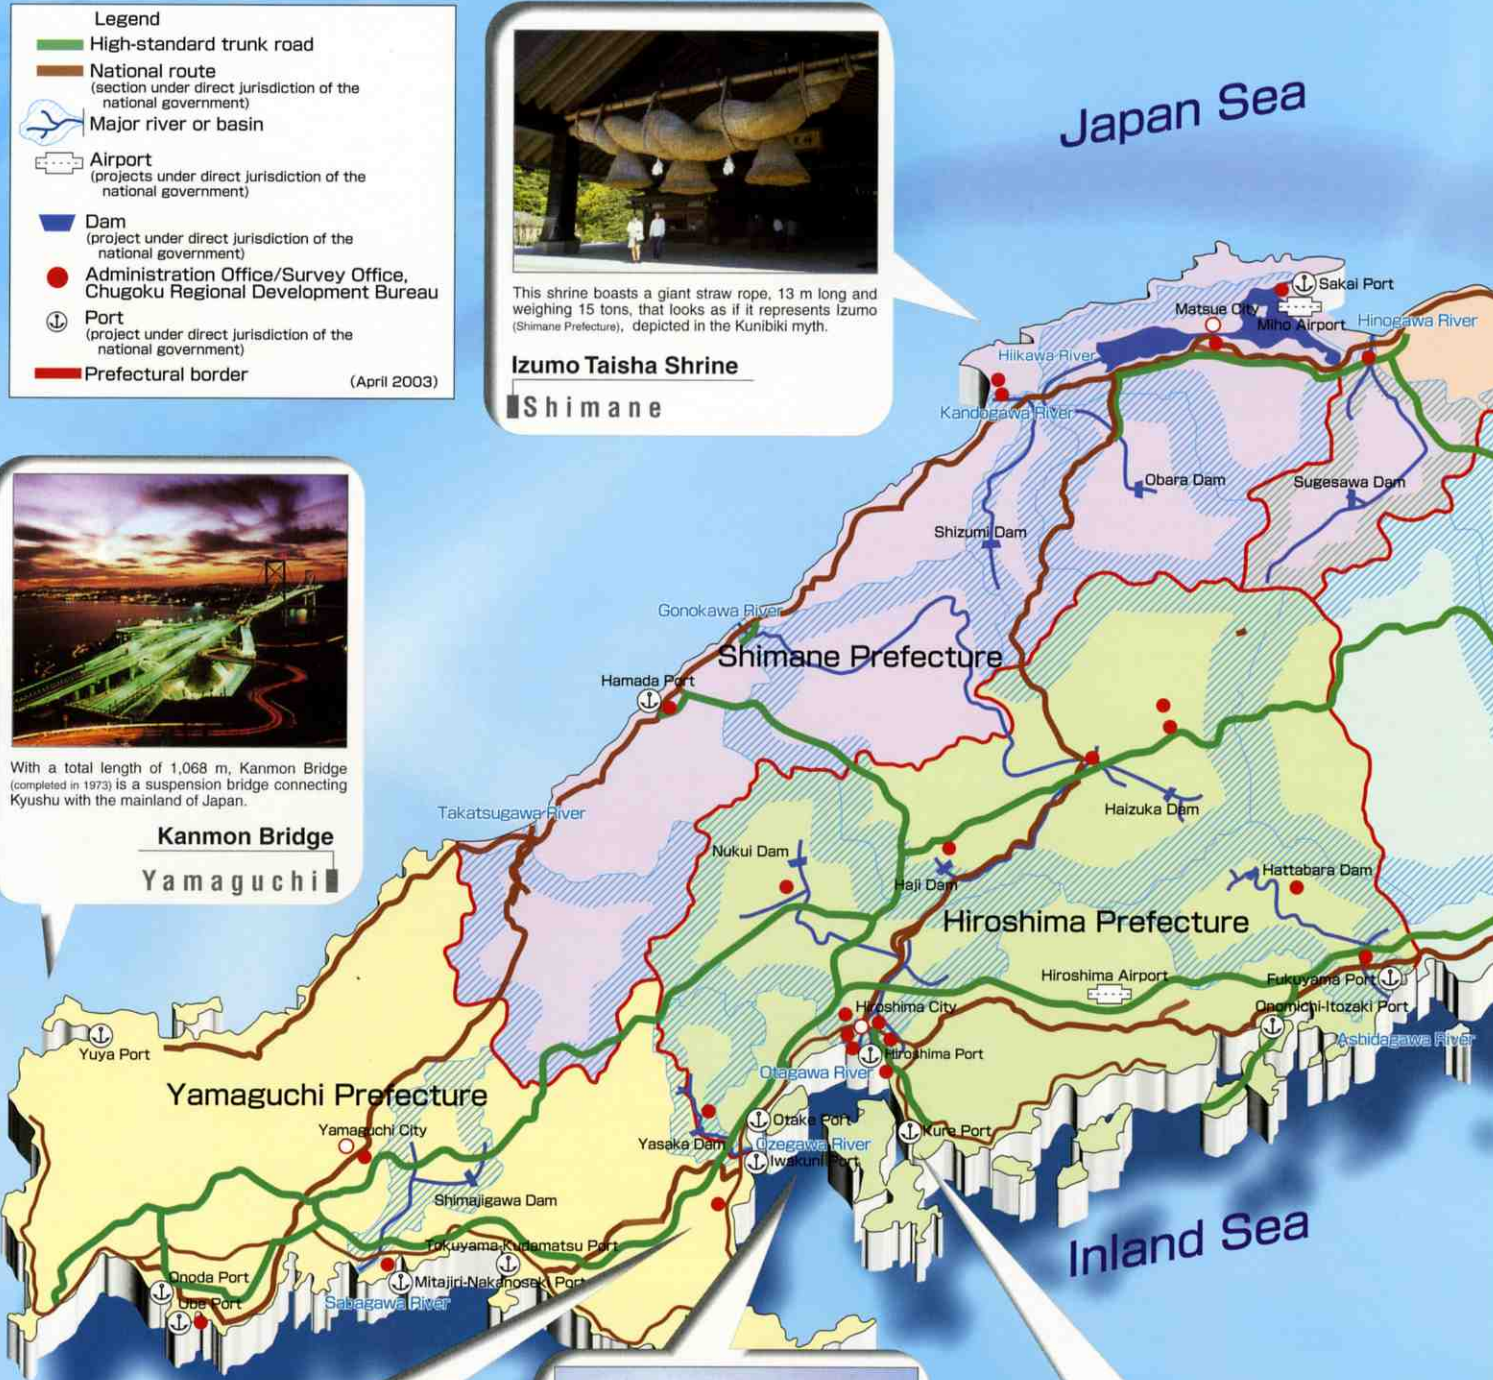 Legend
High-standard trunk road
National route
(section under direct jurisdiction of the
national government)
Major river or basin
Airport
(projects under direct jurisdiction of the
national government)
Dam
(project under direct jurisdiction of the
national government)
Administration Office/Survey Office,
Chugoku Regional Development Bureau
Port
(project under direct jurisdiction of the
national government)
Prefectural border
(April 2003)
This shrine boasts a giant straw rope, 13 m long and
weighing 15 tons, that looks as if it represents Izumo
(Shimane Prefecture), depicted in the Kunibiki myth.
Izumo Taisha Shrine
Shimane
Japan Sea
With a total length of 1,068 m, Kanmon Bridge
(completed in 1973) is a suspension bridge connecting
Kyushu with the mainland of Japan.
Kanmon Bridge
Yamaguchi
Sakai Port
Matsue City
Miho Airport
Hinogawa River
Hiikawa River
Kandogawa River
Obara Dam
Sugesawa Dam
Shizumi Dam
Gonokawa River
Shimane Prefecture
Hamada Port
Takatsugawa River
Haizuka Dam
Nukui Dam
Haji Dam
Hattabara Dam
Hiroshima Prefecture
Hiroshima Airport
Fukuyama Port
Hiroshima City
Onomichi-Itozaki Port
Ashidagawa River
Hiroshima Port
Otagawa River
Yuya Port
Yamaguchi Prefecture
Yamaguchi City
Otake Port
Kure Port
Yasaka Dam
Ozegawa River
Iwakuni Port
Shimajigawa Dam
Tokuyama-Kudamatsu Port
Onoda Port
Mitajiri-Nakanoseki Port
Ube Port
Sabagawa River
Inland Sea